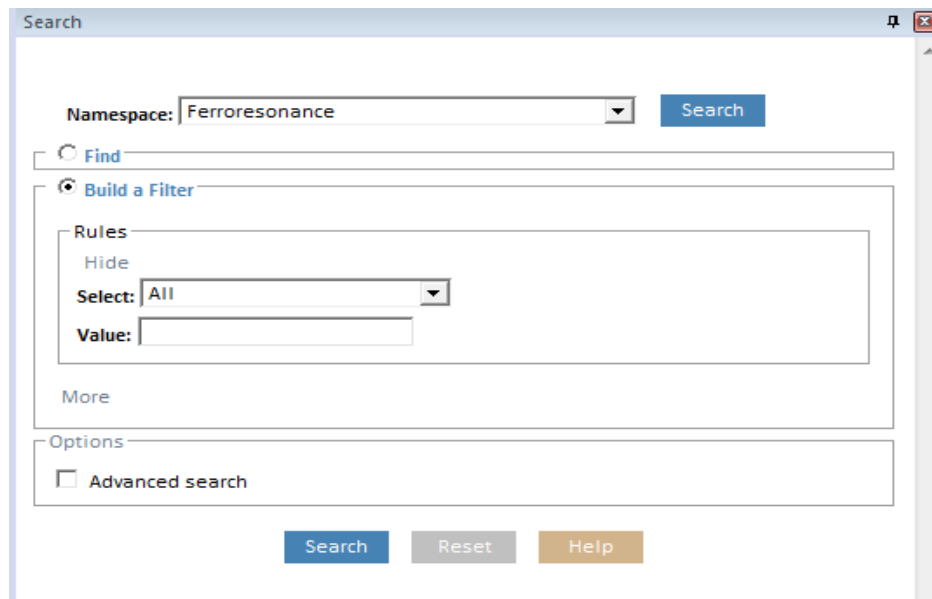 Search
Namespace: Ferroresonance Search
Find
Build a Filter
Rules
Hide
Select: All
Value:
More
Options
Advanced search
Search Reset Help